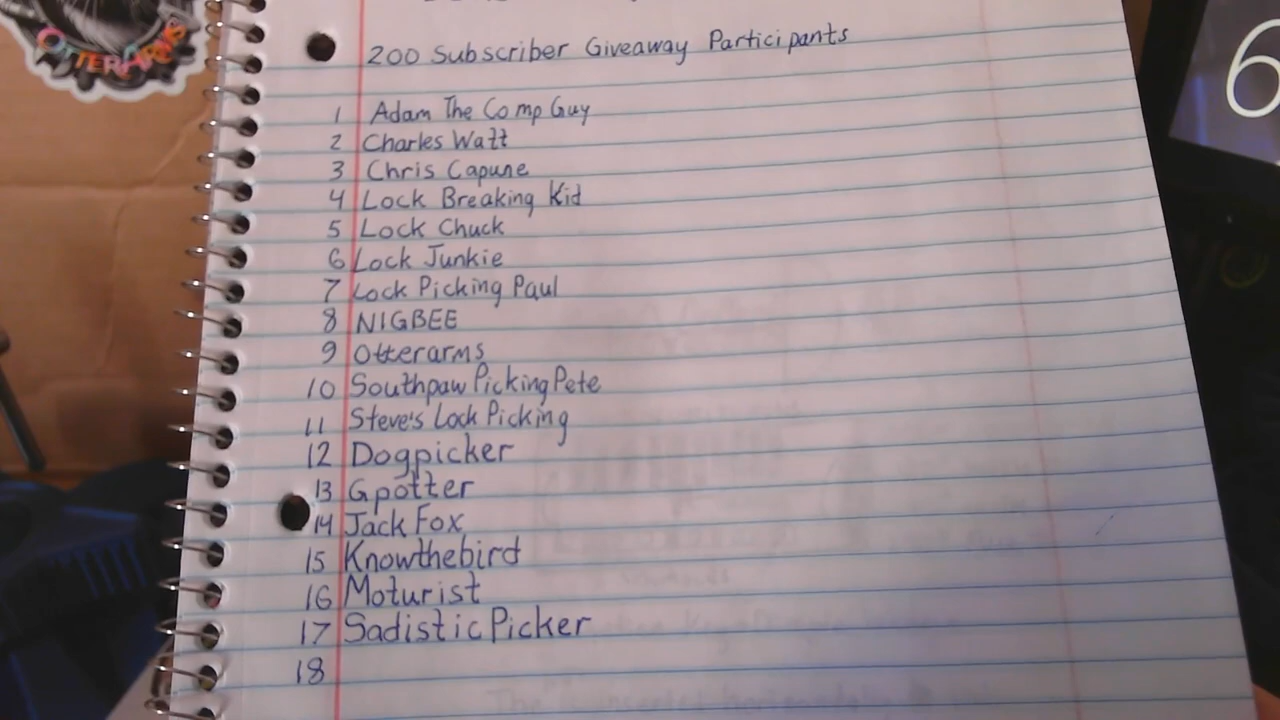 OTTERARMS
6
200 Subscriber Giveaway Participants
1 Adam The Comp Guy
2 Charles Watt
3 Chris Capune
4 Lock Breaking Kid
5 Lock Chuck
6 Lock Junkie
7 Lock Picking Paul
8 NIGBEE
9 Otterarms
10 Southpaw Picking Pete
11 Steve's Lock Picking
12 Dogpicker
13 Gpotter
14 Jack Fox
15 Knowthebird
16 Moturist
17 Sadistic Picker
18